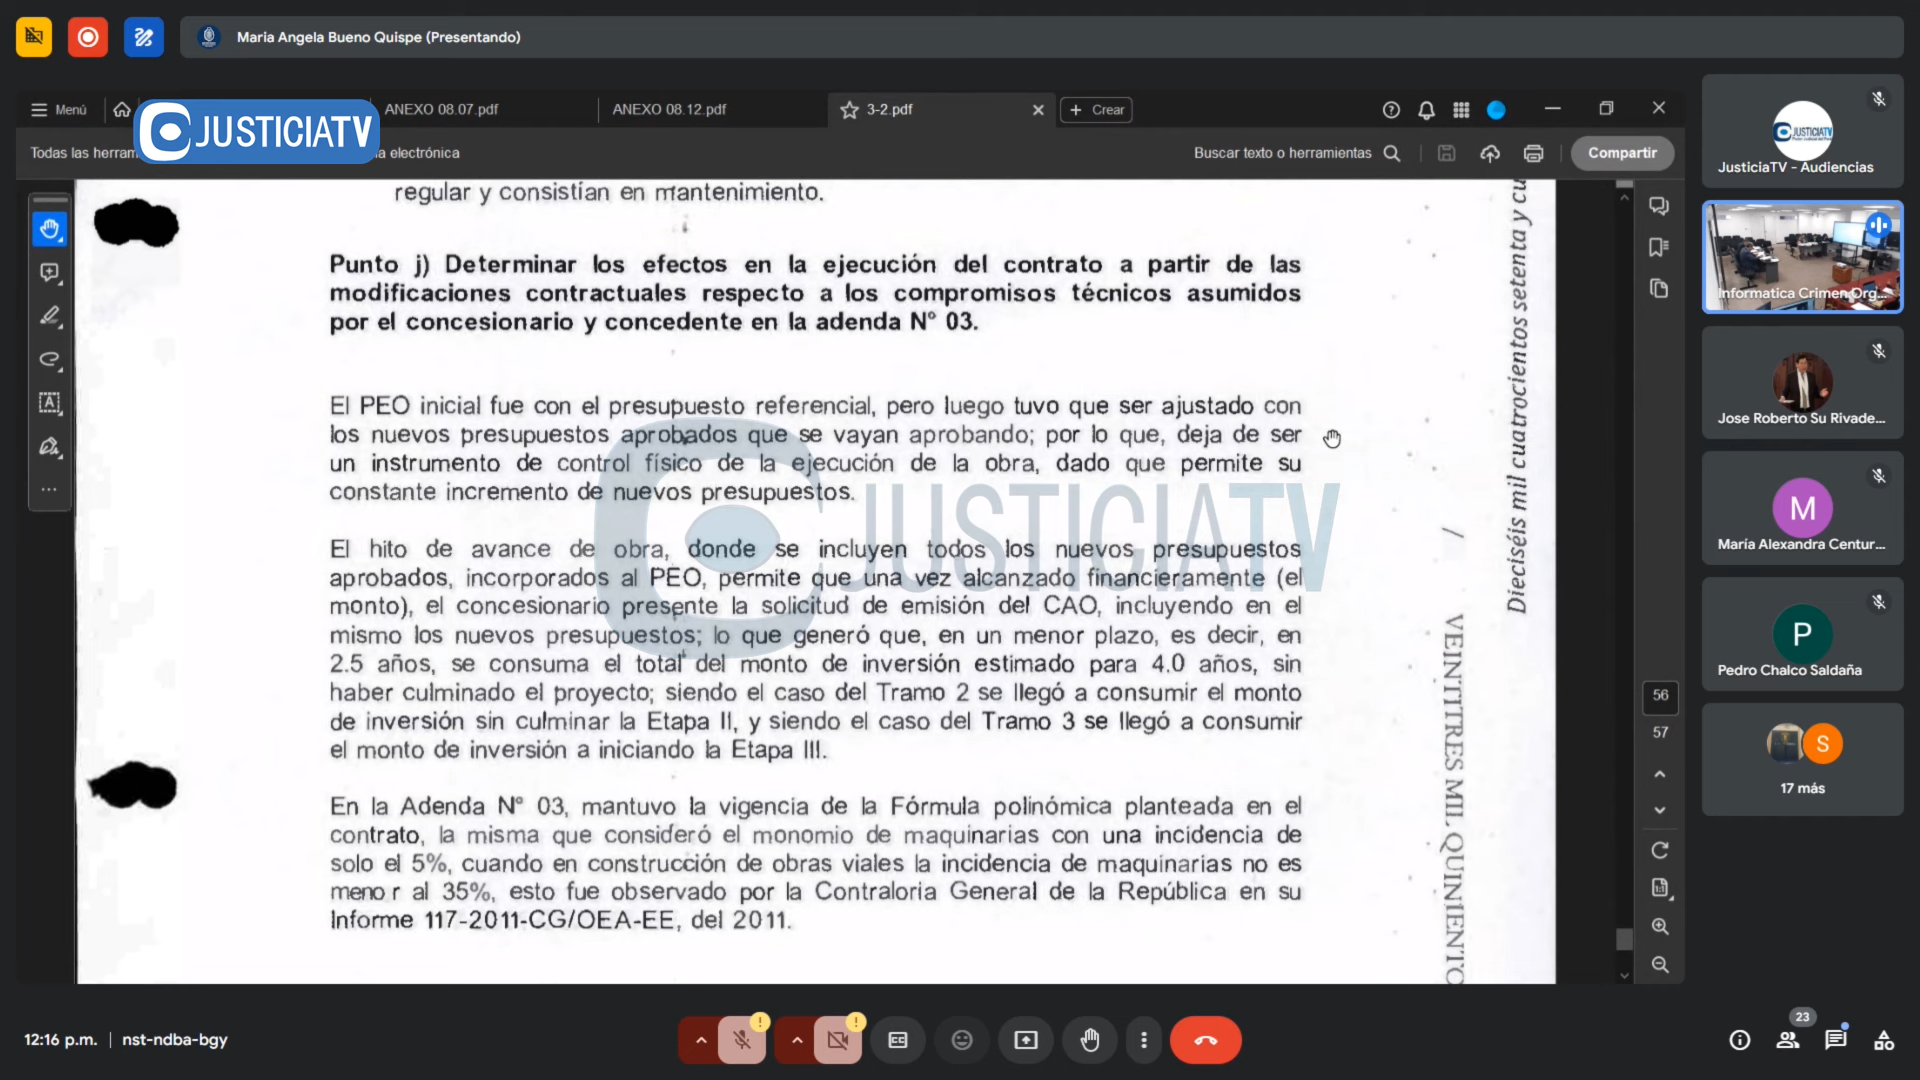 Maria Angela Bueno Quispe (Presentando)
Menú
ANEXO 08.07.pdf
ANEXO 08.12.pdf
3-2.pdf
Crear
JUSTICIATV
Todas las herram
a electrónica
Buscar texto o herramientas
Compartir
regular y consistían en mantenimiento.
Punto j) Determinar los efectos en la ejecución del contrato a partir de las
modificaciones contractuales respecto a los compromisos técnicos asumidos
por el concesionario y concedente en la adenda N° 03.
El PEO inicial fue con el presupuesto referencial, pero luego tuvo que ser ajustado con
los nuevos presupuestos aprobados que se vayan aprobando; por lo que, deja de ser
un instrumento de control físico de la ejecución de la obra, dado que permite su
constante incremento de nuevos presupuestos.
El hito de avance de obra, donde se incluyen todos los nuevos presupuestos
aprobados, incorporados al PEO, permite que una vez alcanzado financieramente (el
monto), el concesionario presente la solicitud de emisión del CAO, incluyendo en el
mismo los nuevos presupuestos; lo que generó que, en un menor plazo, es decir, en
2.5 años, se consuma el total del monto de inversión estimado para 4.0 años, sin
haber culminado el proyecto; siendo el caso del Tramo 2 se llegó a consumir el monto
de inversión sin culminar la Etapa II, y siendo el caso del Tramo 3 se llegó a consumir
el monto de inversión a iniciando la Etapa III.
En la Adenda N° 03, mantuvo la vigencia de la Fórmula polinómica planteada en el
contrato, la misma que consideró el monomio de maquinarias con una incidencia de
solo el 5%, cuando en construcción de obras viales la incidencia de maquinarias no es
menor al 35%, esto fue observado por la Contraloria General de la República en su
Informe 117-2011-CG/OEA-EE, del 2011.
JUSTICIATV
Dieciséis mil cuatrocientos setenta y cu
VEINTITRES MIL QUINIENTO
56
57
JUSTICIATV
JusticiaTV - Audiencias
Informatica Crimen Org...
Jose Roberto Su Rivade...
M
María Alexandra Centur...
P
Pedro Chalco Saldaña
S
17 más
12:16 p.m. | nst-ndba-bgy
23